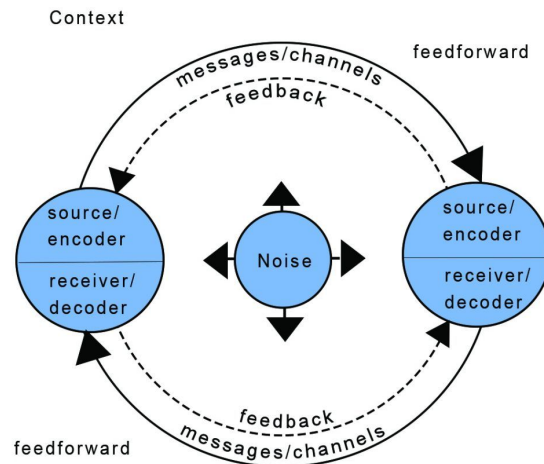 Context
feedforward
messages/channels
feedback
source/
encoder
receiver/
decoder
Noise
source/
encoder
receiver/
decoder
feedback
messages/channels
feedforward